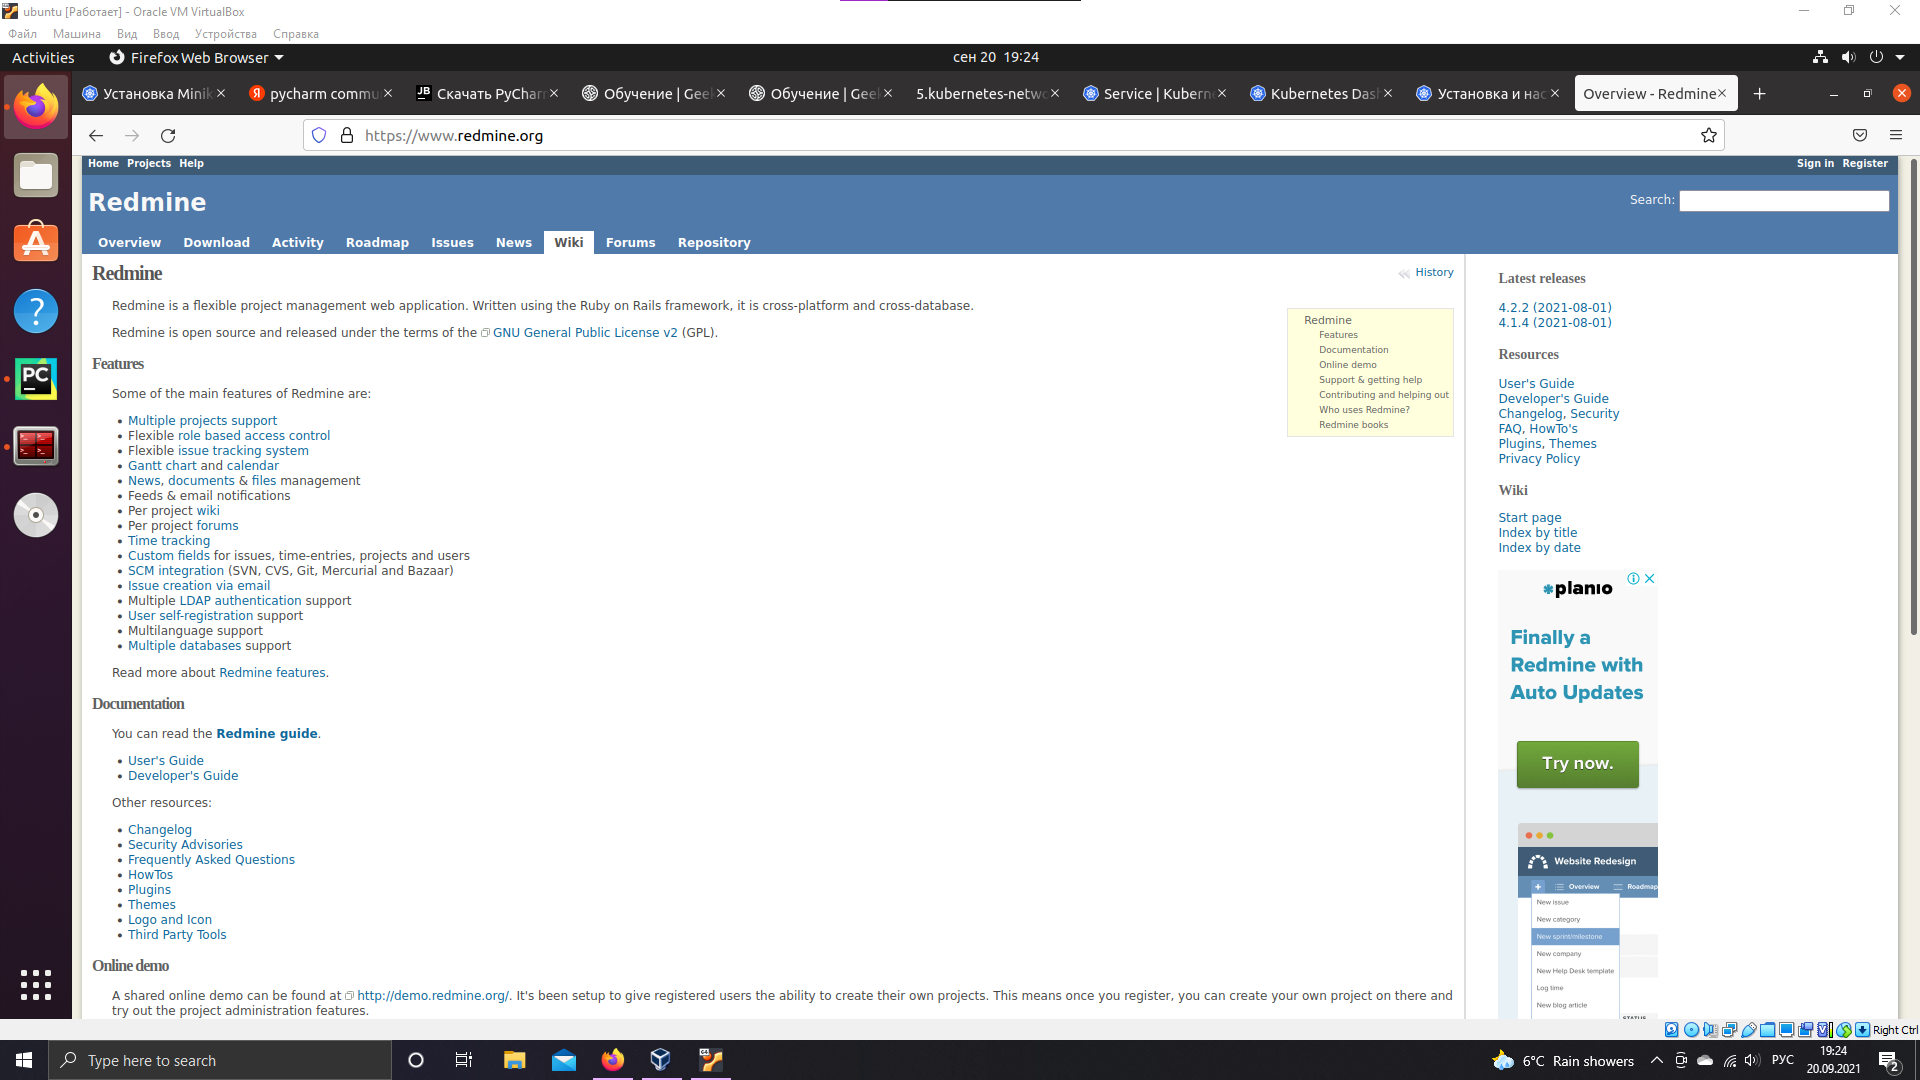 ubuntu [Работает] - Oracle VM VirtualBox
Файл Машина Вид Ввод Устройства Справка
Activities Firefox Web Browser сен 20 19:24
Установка Minik pycharm commu Скачать PyCharm Обучение | Geek Обучение | Geek 5.kubernetes-netwo Service | Kuberne Kubernetes Dash Установка и нас Overview - Redmine
https://www.redmine.org
Home Projects Help Sign in Register
Redmine Search:
Overview Download Activity Roadmap Issues News Wiki Forums Repository
Redmine
History
Redmine is a flexible project management web application. Written using the Ruby on Rails framework, it is cross-platform and cross-database.
Redmine is open source and released under the terms of the GNU General Public License v2 (GPL).
Redmine
Features
Documentation
Online demo
Support & getting help
Contributing and helping out
Who uses Redmine?
Redmine books
Features
Some of the main features of Redmine are:
Multiple projects support
Flexible role based access control
Flexible issue tracking system
Gantt chart and calendar
News, documents & files management
Feeds & email notifications
Per project wiki
Per project forums
Time tracking
Custom fields for issues, time-entries, projects and users
SCM integration (SVN, CVS, Git, Mercurial and Bazaar)
Issue creation via email
Multiple LDAP authentication support
User self-registration support
Multilanguage support
Multiple databases support
Read more about Redmine features.
Documentation
You can read the Redmine guide.
User's Guide
Developer's Guide
Other resources:
Changelog
Security Advisories
Frequently Asked Questions
HowTos
Plugins
Themes
Logo and Icon
Third Party Tools
Online demo
A shared online demo can be found at http://demo.redmine.org/. It's been setup to give registered users the ability to create their own projects. This means once you register, you can create your own project on there and
try out the project administration features.
Latest releases
4.2.2 (2021-08-01)
4.1.4 (2021-08-01)
Resources
User's Guide
Developer's Guide
Changelog, Security
FAQ, HowTo's
Plugins, Themes
Privacy Policy
Wiki
Start page
Index by title
Index by date
planio
Finally a
Redmine with
Auto Updates
Try now.
Website Redesign
+ Overview Roadmap
New issue
New category
New sprint/milestone
New company
New Help Desk template
Log time
New blog article
STATUS
Right Ctrl
Type here to search
6°C Rain showers РУС 19:24
20.09.2021
2